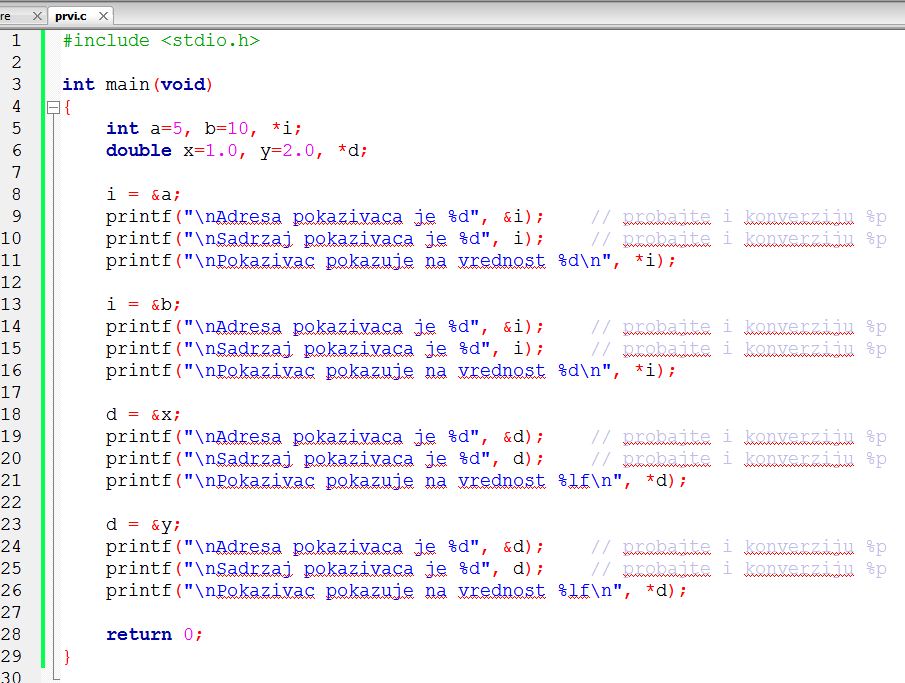 re prvi.c
1 #include <stdio.h>
2
3 int main(void)
4 {
5     int a=5, b=10, *i;
6     double x=1.0, y=2.0, *d;
7
8     i = &a;
9     printf("\nAdresa pokazivaca je %d", &i);    // probajte i konverziju %p
10     printf("\nSadrzaj pokazivaca je %d", i);    // probajte i konverziju %p
11     printf("\nPokazivac pokazuje na vrednost %d\n", *i);
12
13     i = &b;
14     printf("\nAdresa pokazivaca je %d", &i);    // probajte i konverziju %p
15     printf("\nSadrzaj pokazivaca je %d", i);    // probajte i konverziju %p
16     printf("\nPokazivac pokazuje na vrednost %d\n", *i);
17
18     d = &x;
19     printf("\nAdresa pokazivaca je %d", &d);    // probajte i konverziju %p
20     printf("\nSadrzaj pokazivaca je %d", d);    // probajte i konverziju %p
21     printf("\nPokazivac pokazuje na vrednost %lf\n", *d);
22
23     d = &y;
24     printf("\nAdresa pokazivaca je %d", &d);    // probajte i konverziju %p
25     printf("\nSadrzaj pokazivaca je %d", d);    // probajte i konverziju %p
26     printf("\nPokazivac pokazuje na vrednost %lf\n", *d);
27
28     return 0;
29 }
30